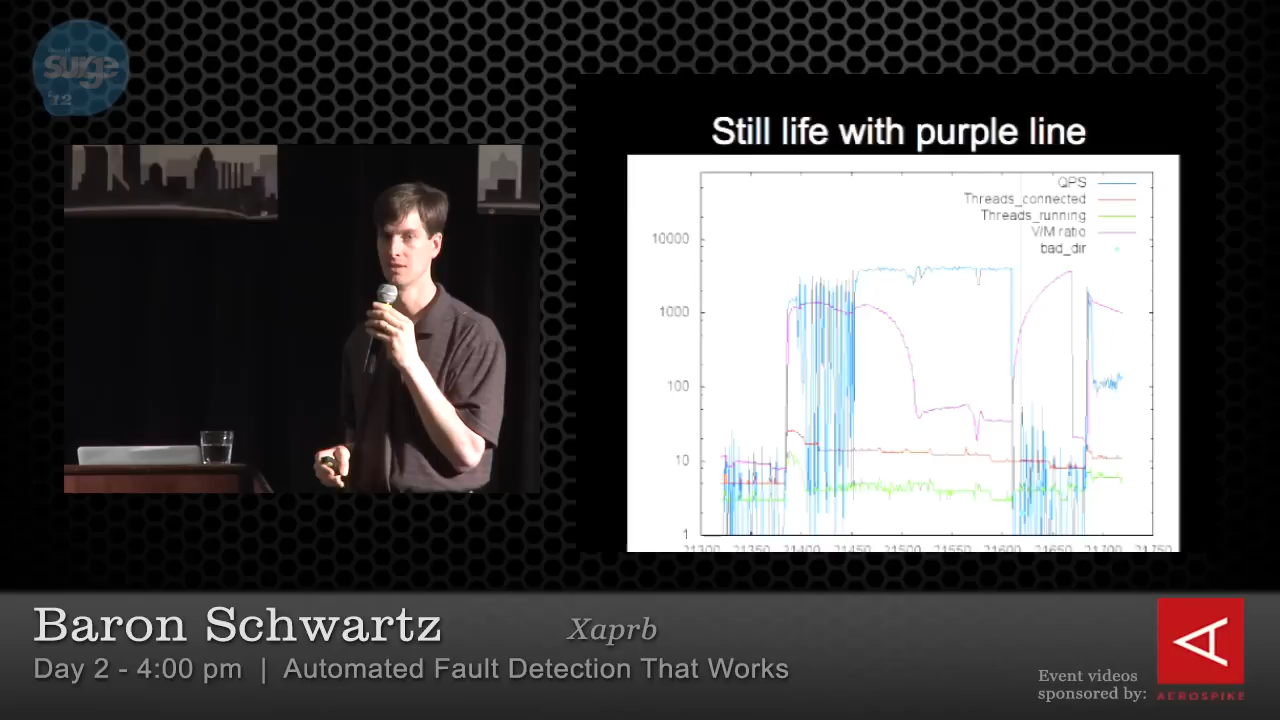 surge
'12
Still life with purple line
QPS
Threads_connected
Threads_running
V/M ratio
bad_dir
10000
1000
100
10
1
21300 21350 21400 21450 21500 21550 21600 21650 21700 21750
Baron Schwartz
Xaprb
Day 2 - 4:00 pm | Automated Fault Detection That Works
Event videos
sponsored by:
AEROSPIKE